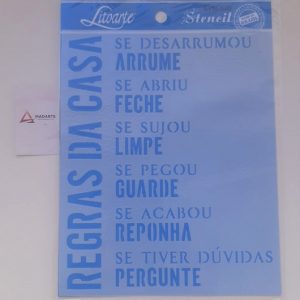 Litoarte
Stencil
REGRAS DA CASA
SE DESARRUMOU
ARRUME
SE ABRIU
FECHE
SE SUJOU
LIMPE
SE PEGOU
GUARDE
SE ACABOU
REPONHA
SE TIVER DÚVIDAS
PERGUNTE